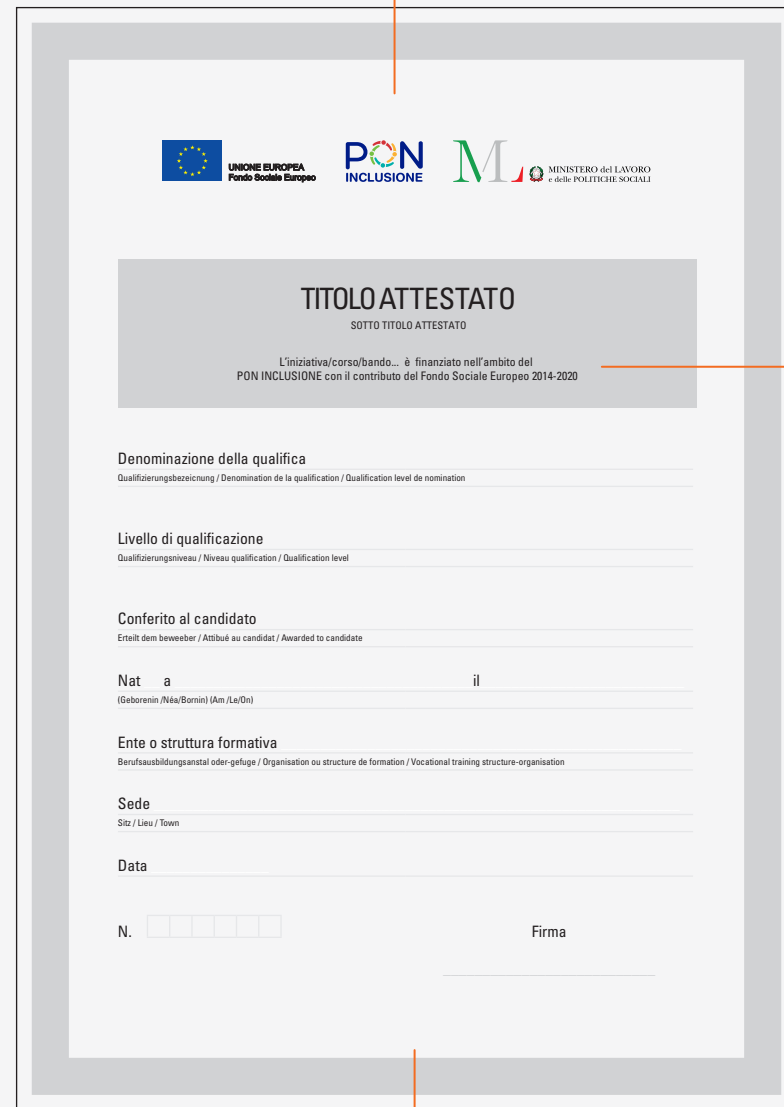 UNIONE EUROPEA
Fondo Sociale Europeo
PON
INCLUSIONE
ML
MINISTERO del LAVORO
e delle POLITICHE SOCIALI
TITOLO ATTESTATO
SOTTO TITOLO ATTESTATO
L'iniziativa/corso/bando... è finanziato nell'ambito del
PON INCLUSIONE con il contributo del Fondo Sociale Europeo 2014-2020
Denominazione della qualifica
Qualifizierungsbezeicnung / Denomination de la qualification / Qualification level de nomination
Livello di qualificazione
Qualifizierungsniveau / Niveau qualification / Qualification level
Conferito al candidato
Erteilt dem beweeber / Attibué au candidat / Awarded to candidate
Nat a il
(Geborenin /Néa/Bornin) (Am /Le/On)
Ente o struttura formativa
Berufsausbildungsanstal oder-gefuge / Organisation ou structure de formation / Vocational training structure-organisation
Sede
Sitz / Lieu / Town
Data
N. Firma